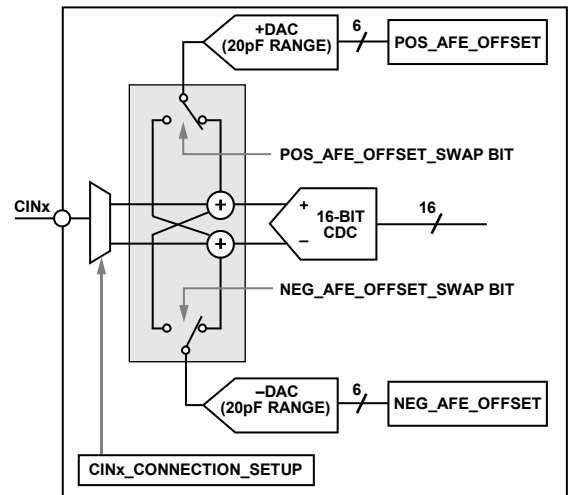 +DAC
(20pF RANGE)
6
POS_AFE_OFFSET
POS_AFE_OFFSET_SWAP BIT
CINx
+
+
16-BIT
CDC
+
–
16
NEG_AFE_OFFSET_SWAP BIT
–DAC
(20pF RANGE)
6
NEG_AFE_OFFSET
CINx_CONNECTION_SETUP